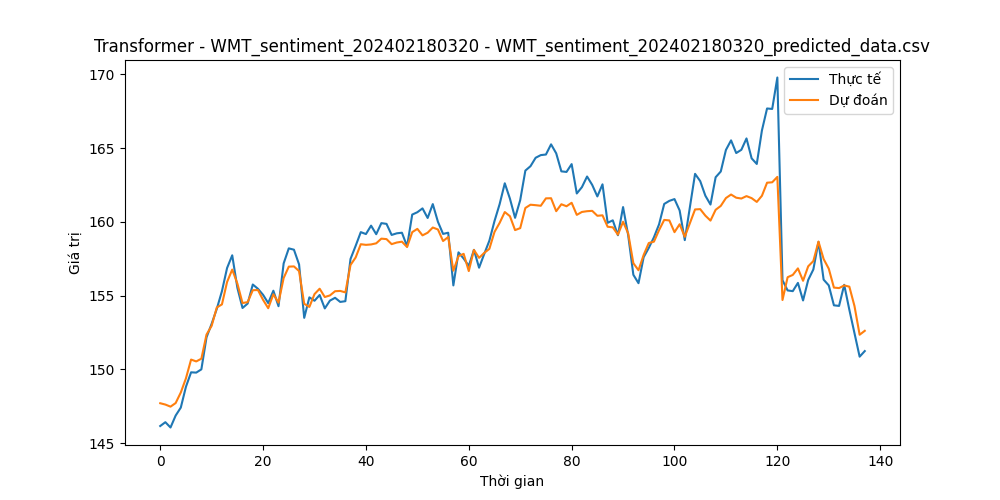 Transformer - WMT_sentiment_202402180320 - WMT_sentiment_202402180320_predicted_data.csv
Thực tế
Dự đoán
Giá trị
170
165
160
155
150
145
0 20 40 60 80 100 120 140
Thời gian